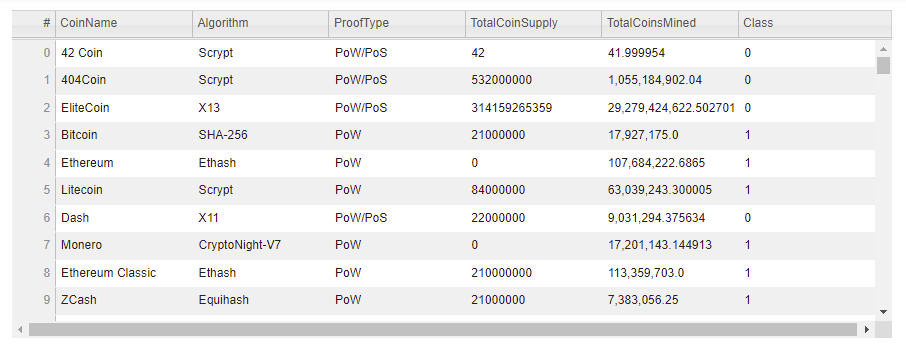 # CoinName Algorithm ProofType TotalCoinSupply TotalCoinsMined Class
0 42 Coin Scrypt PoW/PoS 42 41.999954 0
1 404Coin Scrypt PoW/PoS 532000000 1,055,184,902.04 0
2 EliteCoin X13 PoW/PoS 314159265359 29,279,424,622.502701 0
3 Bitcoin SHA-256 PoW 21000000 17,927,175.0 1
4 Ethereum Ethash PoW 0 107,684,222.6865 1
5 Litecoin Scrypt PoW 84000000 63,039,243.300005 1
6 Dash X11 PoW/PoS 22000000 9,031,294.375634 0
7 Monero CryptoNight-V7 PoW 0 17,201,143.144913 1
8 Ethereum Classic Ethash PoW 210000000 113,359,703.0 1
9 ZCash Equihash PoW 21000000 7,383,056.25 1